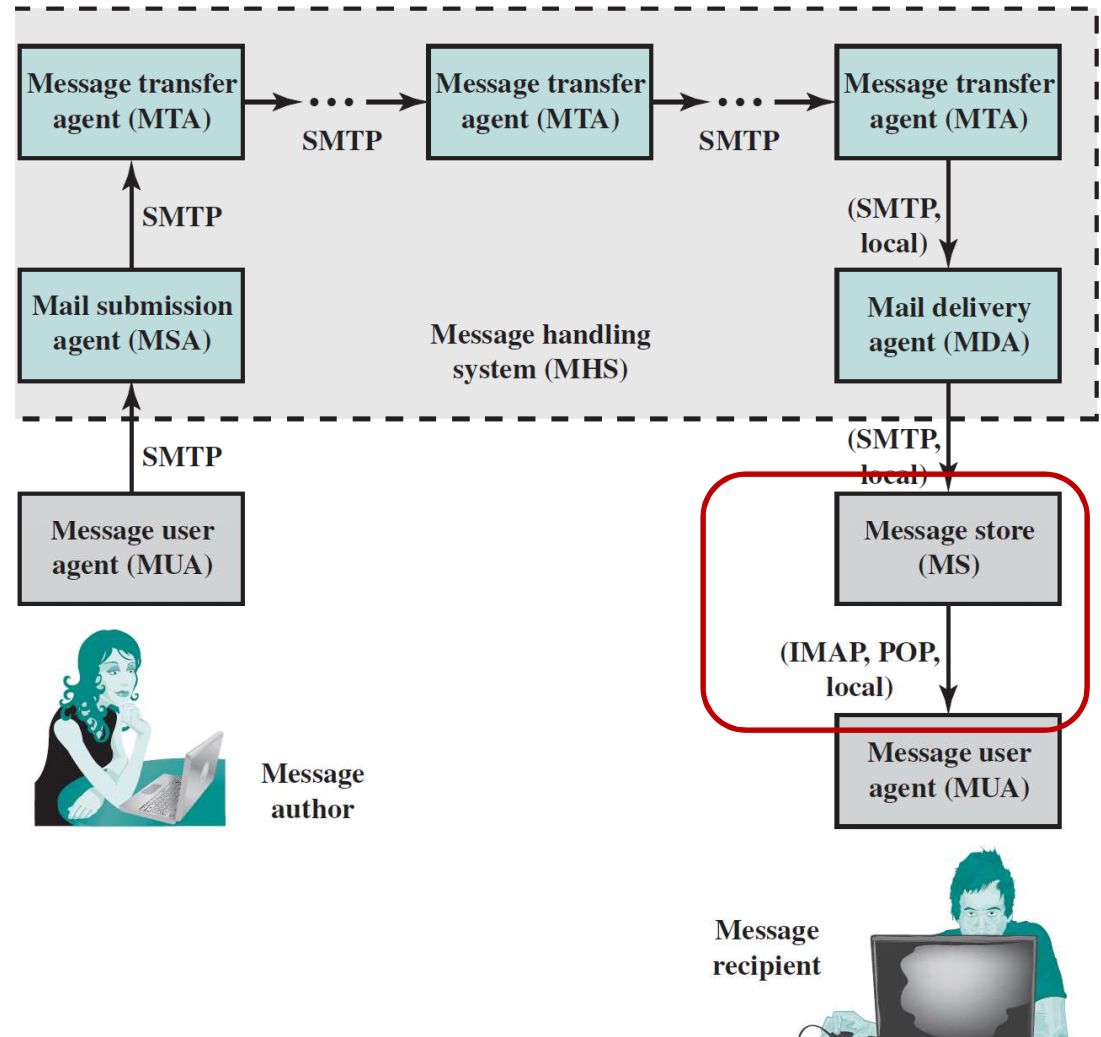 Message transfer
agent (MTA)
SMTP
Message transfer
agent (MTA)
SMTP
Message transfer
agent (MTA)
SMTP
(SMTP,
local)
Mail submission
agent (MSA)
Message handling
system (MHS)
Mail delivery
agent (MDA)
SMTP
(SMTP,
local)
Message user
agent (MUA)
Message store
(MS)
(IMAP, POP,
local)
Message
author
Message user
agent (MUA)
Message
recipient